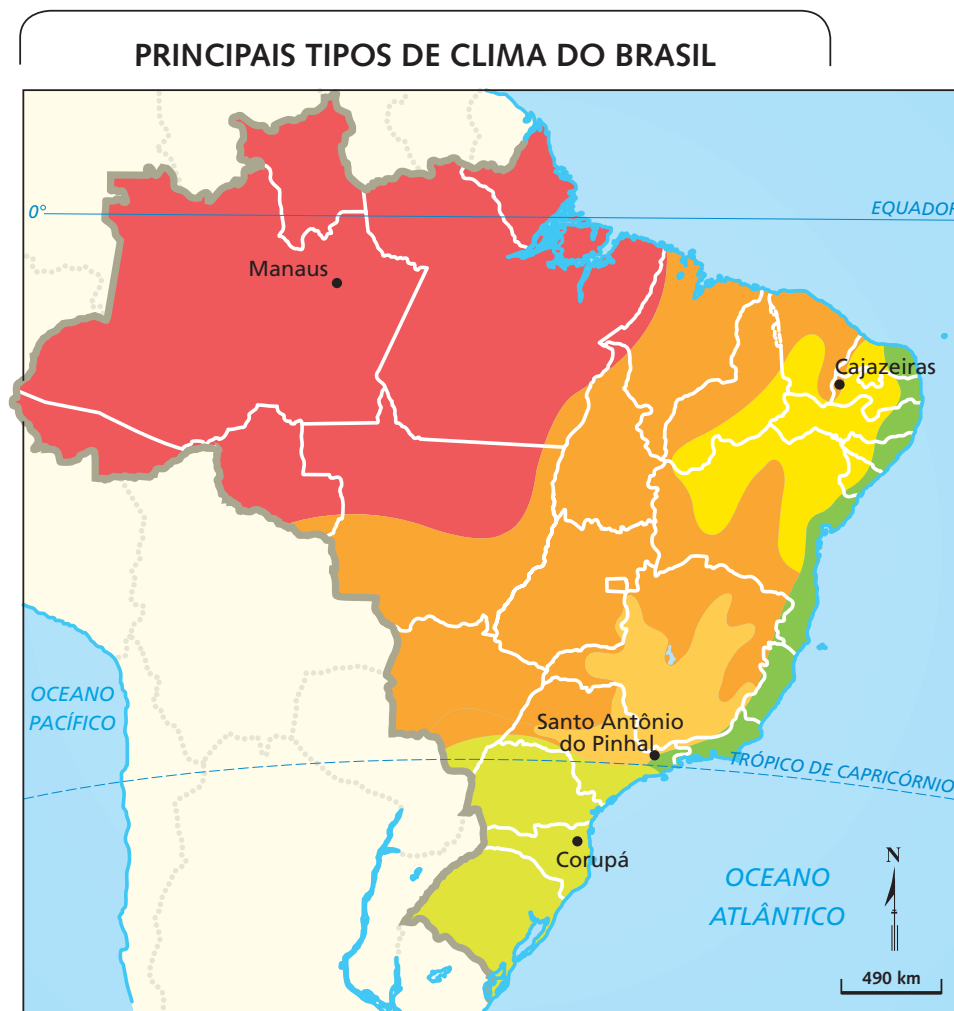 PRINCIPAIS TIPOS DE CLIMA DO BRASIL
0°
EQUADOR
Manaus
Cajazeiras
OCEANO
PACÍFICO
Santo Antônio
do Pinhal
TRÓPICO DE CAPRICÓRNIO
Corupá
OCEANO
ATLÂNTICO
N
490 km